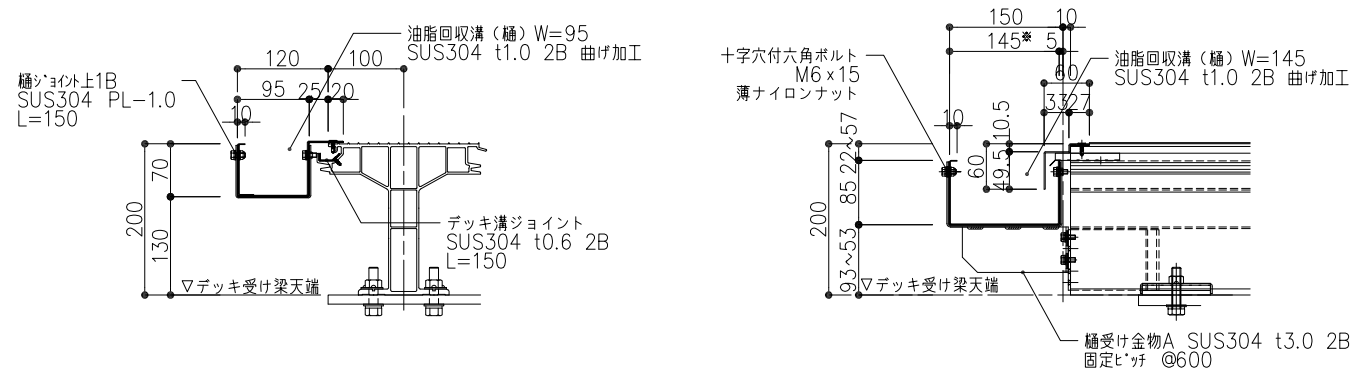 油脂回収溝（樋）W=95
SUS304 t1.0 2B 曲げ加工
120
100
樋ｼﾞｮｲﾝﾄ上1B
SUS304 PL-1.0
L=150
95
25
20
10
70
200
130
デッキ溝ジョイント
SUS304 t0.6 2B
L=150
▽デッキ受け梁天端
150
10
145※
5
十字穴付六角ボルト
M6×15
薄ナイロンナット
油脂回収溝（樋）W=145
SUS304 t1.0 2B 曲げ加工
60
33
27
10
10.5
22~57
60
49.5
85
200
93~53
▽デッキ受け梁天端
樋受け金物A SUS304 t3.0 2B
固定ﾋﾟｯﾁ @600